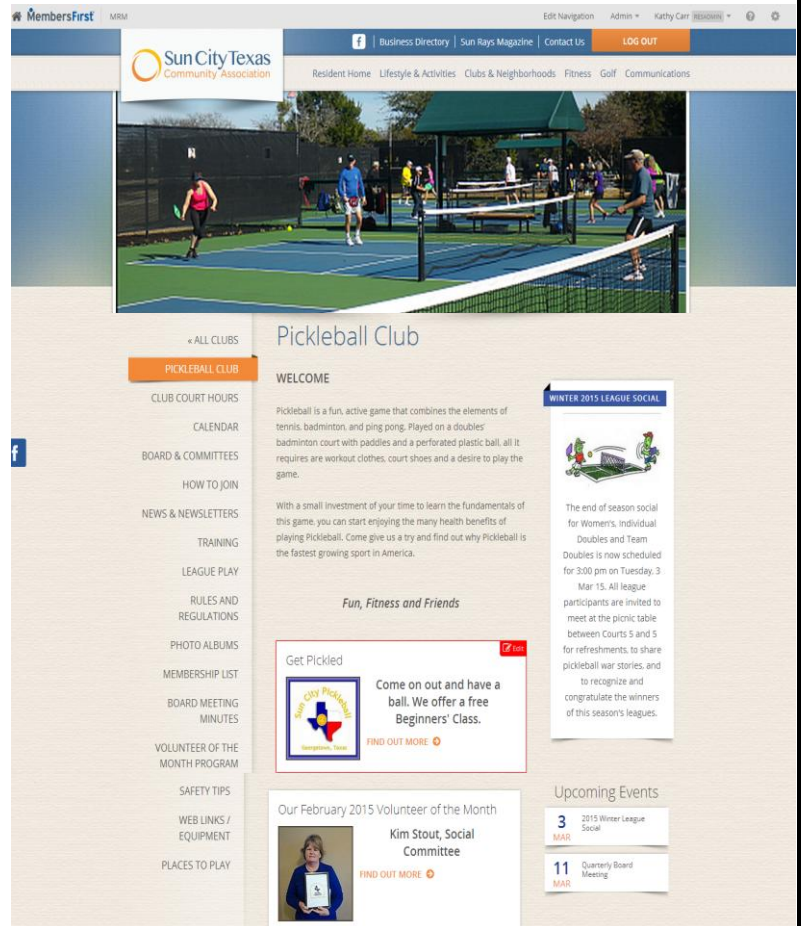 MembersFirst MRM Edit Navigation Admin Kathy Carr RESADMIN
f | Business Directory | Sun Rays Magazine | Contact Us LOG OUT
Sun City Texas
Community Association
Resident Home Lifestyle & Activities Clubs & Neighborhoods Fitness Golf Communications
« ALL CLUBS
PICKLEBALL CLUB
CLUB COURT HOURS
CALENDAR
BOARD & COMMITTEES
HOW TO JOIN
NEWS & NEWSLETTERS
TRAINING
LEAGUE PLAY
RULES AND
REGULATIONS
PHOTO ALBUMS
MEMBERSHIP LIST
BOARD MEETING
MINUTES
VOLUNTEER OF THE
MONTH PROGRAM
SAFETY TIPS
WEB LINKS /
EQUIPMENT
PLACES TO PLAY
f
Pickleball Club
WELCOME
Pickleball is a fun, active game that combines the elements of
tennis, badminton, and ping pong. Played on a doubles'
badminton court with paddles and a perforated plastic ball, all it
requires are workout clothes, court shoes and a desire to play the
game.
With a small investment of your time to learn the fundamentals of
this game, you can start enjoying the many health benefits of
playing Pickleball. Come give us a try and find out why Pickleball is
the fastest growing sport in America.
Fun, Fitness and Friends
Edit
Get Pickled
Sun City Pickleball
Georgetown, Texas
Come on out and have a
ball. We offer a free
Beginners' Class.
FIND OUT MORE
Our February 2015 Volunteer of the Month
Kim Stout, Social
Committee
FIND OUT MORE
WINTER 2015 LEAGUE SOCIAL
The end of season social
for Women's, Individual
Doubles and Team
Doubles is now scheduled
for 3:00 pm on Tuesday, 3
Mar 15. All league
participants are invited to
meet at the picnic table
between Courts 5 and 5
for refreshments, to share
pickleball war stories, and
to recognize and
congratulate the winners
of this season's leagues.
Upcoming Events
3
MAR
2015 Winter League
Social
11
MAR
Quarterly Board
Meeting